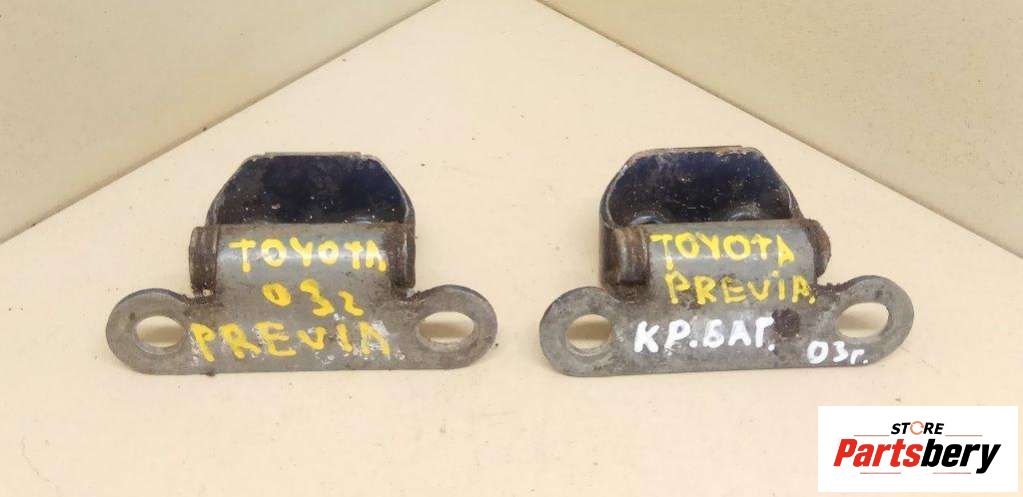 TOYOTA
03г
PREVIA
TOYOTA
PREVIA.
КР.БАГ.
03г.
STORE
Partsbery